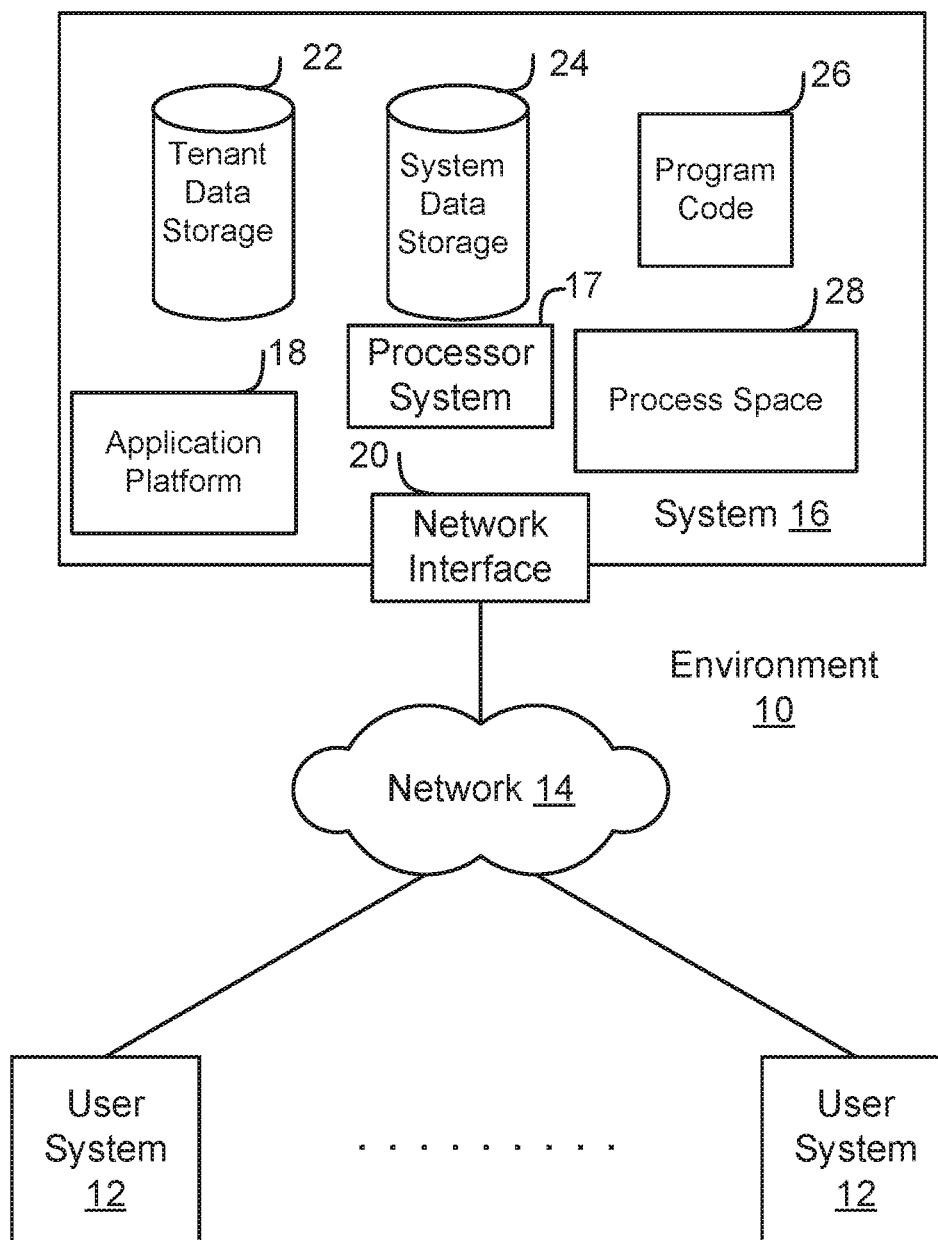 22
24
26
Tenant
Data
Storage
System
Data
Storage
Program
Code
17
28
18
Processor
System
Process Space
Application
Platform
20
System 16
Network
Interface
Environment
10
Network 14
User
System
12
User
System
12